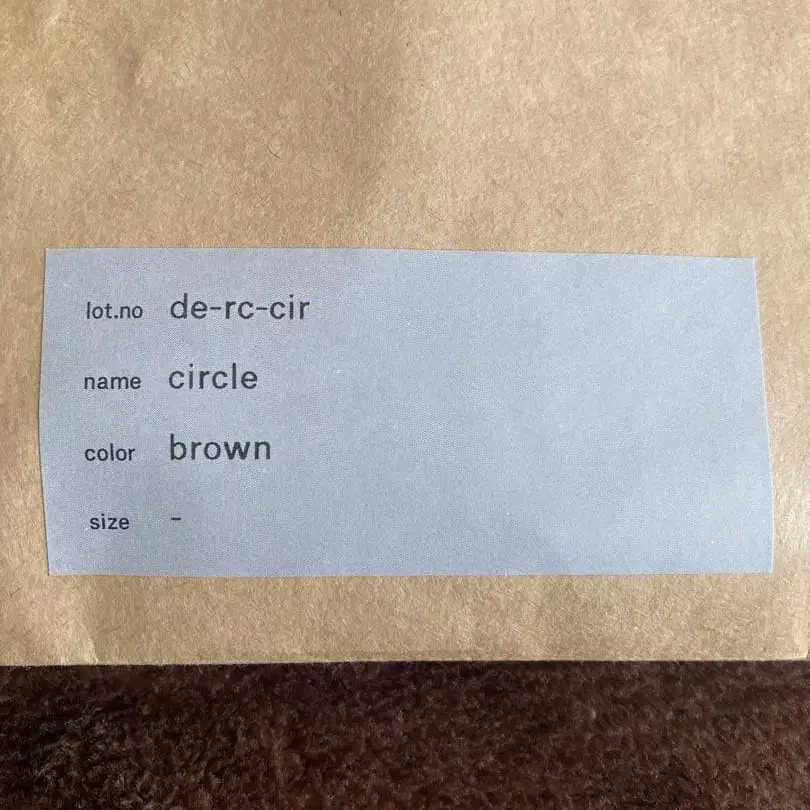 lot.no de-rc-cir
name circle
color brown
size -